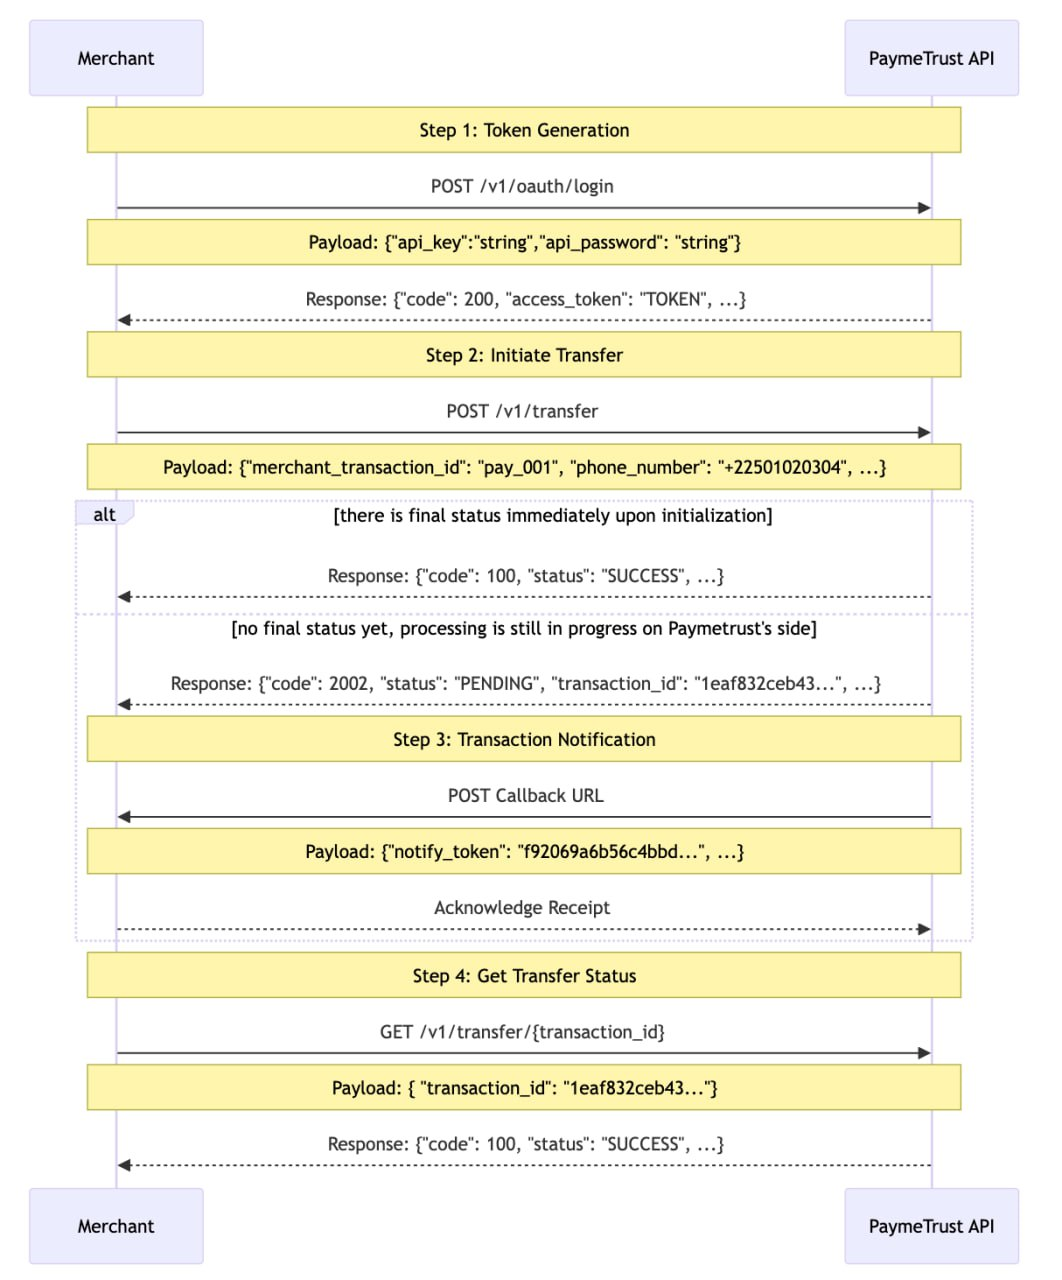 Merchant
PaymeTrust API
Step 1: Token Generation
POST /v1/oauth/login
Payload: {"api_key":"string","api_password": "string"}
Response: {"code": 200, "access_token": "TOKEN", ...}
Step 2: Initiate Transfer
POST /v1/transfer
Payload: {"merchant_transaction_id": "pay_001", "phone_number": "+22501020304", ...}
alt
[there is final status immediately upon initialization]
Response: {"code": 100, "status": "SUCCESS", ...}
[no final status yet, processing is still in progress on Paymetrust's side]
Response: {"code": 2002, "status": "PENDING", "transaction_id": "1eaf832ceb43...", ...}
Step 3: Transaction Notification
POST Callback URL
Payload: {"notify_token": "f92069a6b56c4bbd...", ...}
Acknowledge Receipt
Step 4: Get Transfer Status
GET /v1/transfer/{transaction_id}
Payload: { "transaction_id": "1eaf832ceb43..."}
Response: {"code": 100, "status": "SUCCESS", ...}
Merchant
PaymeTrust API